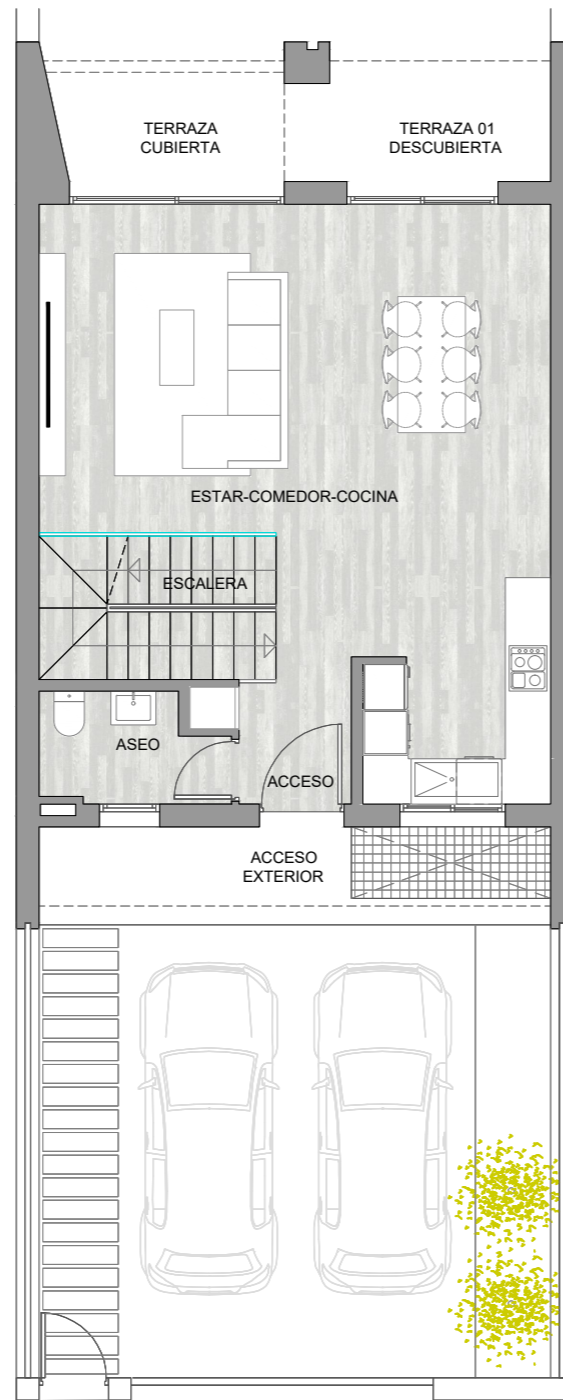 TERRAZA
CUBIERTA
TERRAZA 01
DESCUBIERTA
ESTAR-COMEDOR-COCINA
ESCALERA
ASEO
ACCESO
ACCESO
EXTERIOR